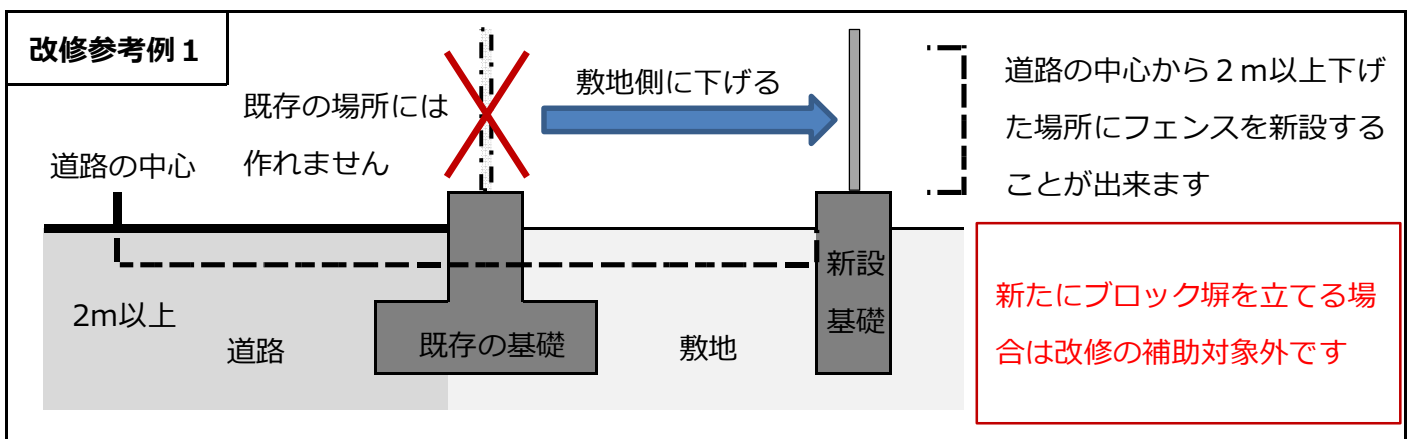 改修参考例１
既存の場所には
作れません
敷地側に下げる
道路の中心から２ｍ以上下げ
た場所にフェンスを新設する
ことが出来ます
道路の中心
2m以上
道路
既存の基礎
敷地
新設
基礎
新たにブロック塀を立てる場
合は改修の補助対象外です